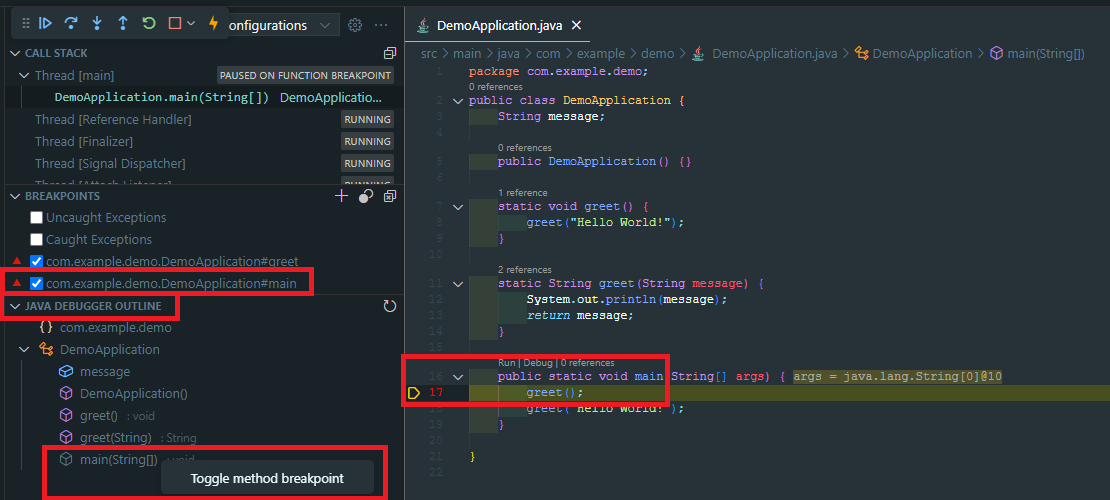 onfigurations
CALL STACK
Thread [main] PAUSED ON FUNCTION BREAKPOINT
DemoApplication.main(String[]) DemoApplicatio...
Thread [Reference Handler] RUNNING
Thread [Finalizer] RUNNING
Thread [Signal Dispatcher] RUNNING
Thread [Attach Listener] RUNNING
BREAKPOINTS
Uncaught Exceptions
Caught Exceptions
com.example.demo.DemoApplication#greet
com.example.demo.DemoApplication#main
JAVA DEBUGGER OUTLINE
{} com.example.demo
DemoApplication
message
DemoApplication()
greet() : void
greet(String) : String
main(String[]) : void
Toggle method breakpoint
DemoApplication.java
src > main > java > com > example > demo > DemoApplication.java > DemoApplication > main(String[])
1 package com.example.demo;
0 references
2 public class DemoApplication {
3 String message;
4
0 references
5 public DemoApplication() {}
6
1 reference
7 static void greet() {
8 greet("Hello World!");
9 }
10
2 references
11 static String greet(String message) {
12 System.out.println(message);
13 return message;
14 }
15
Run | Debug | 0 references
16 public static void main(String[] args) { args = java.lang.String[0]@10
17 greet();
18 greet("Hello World!");
19 }
20
21 }
22